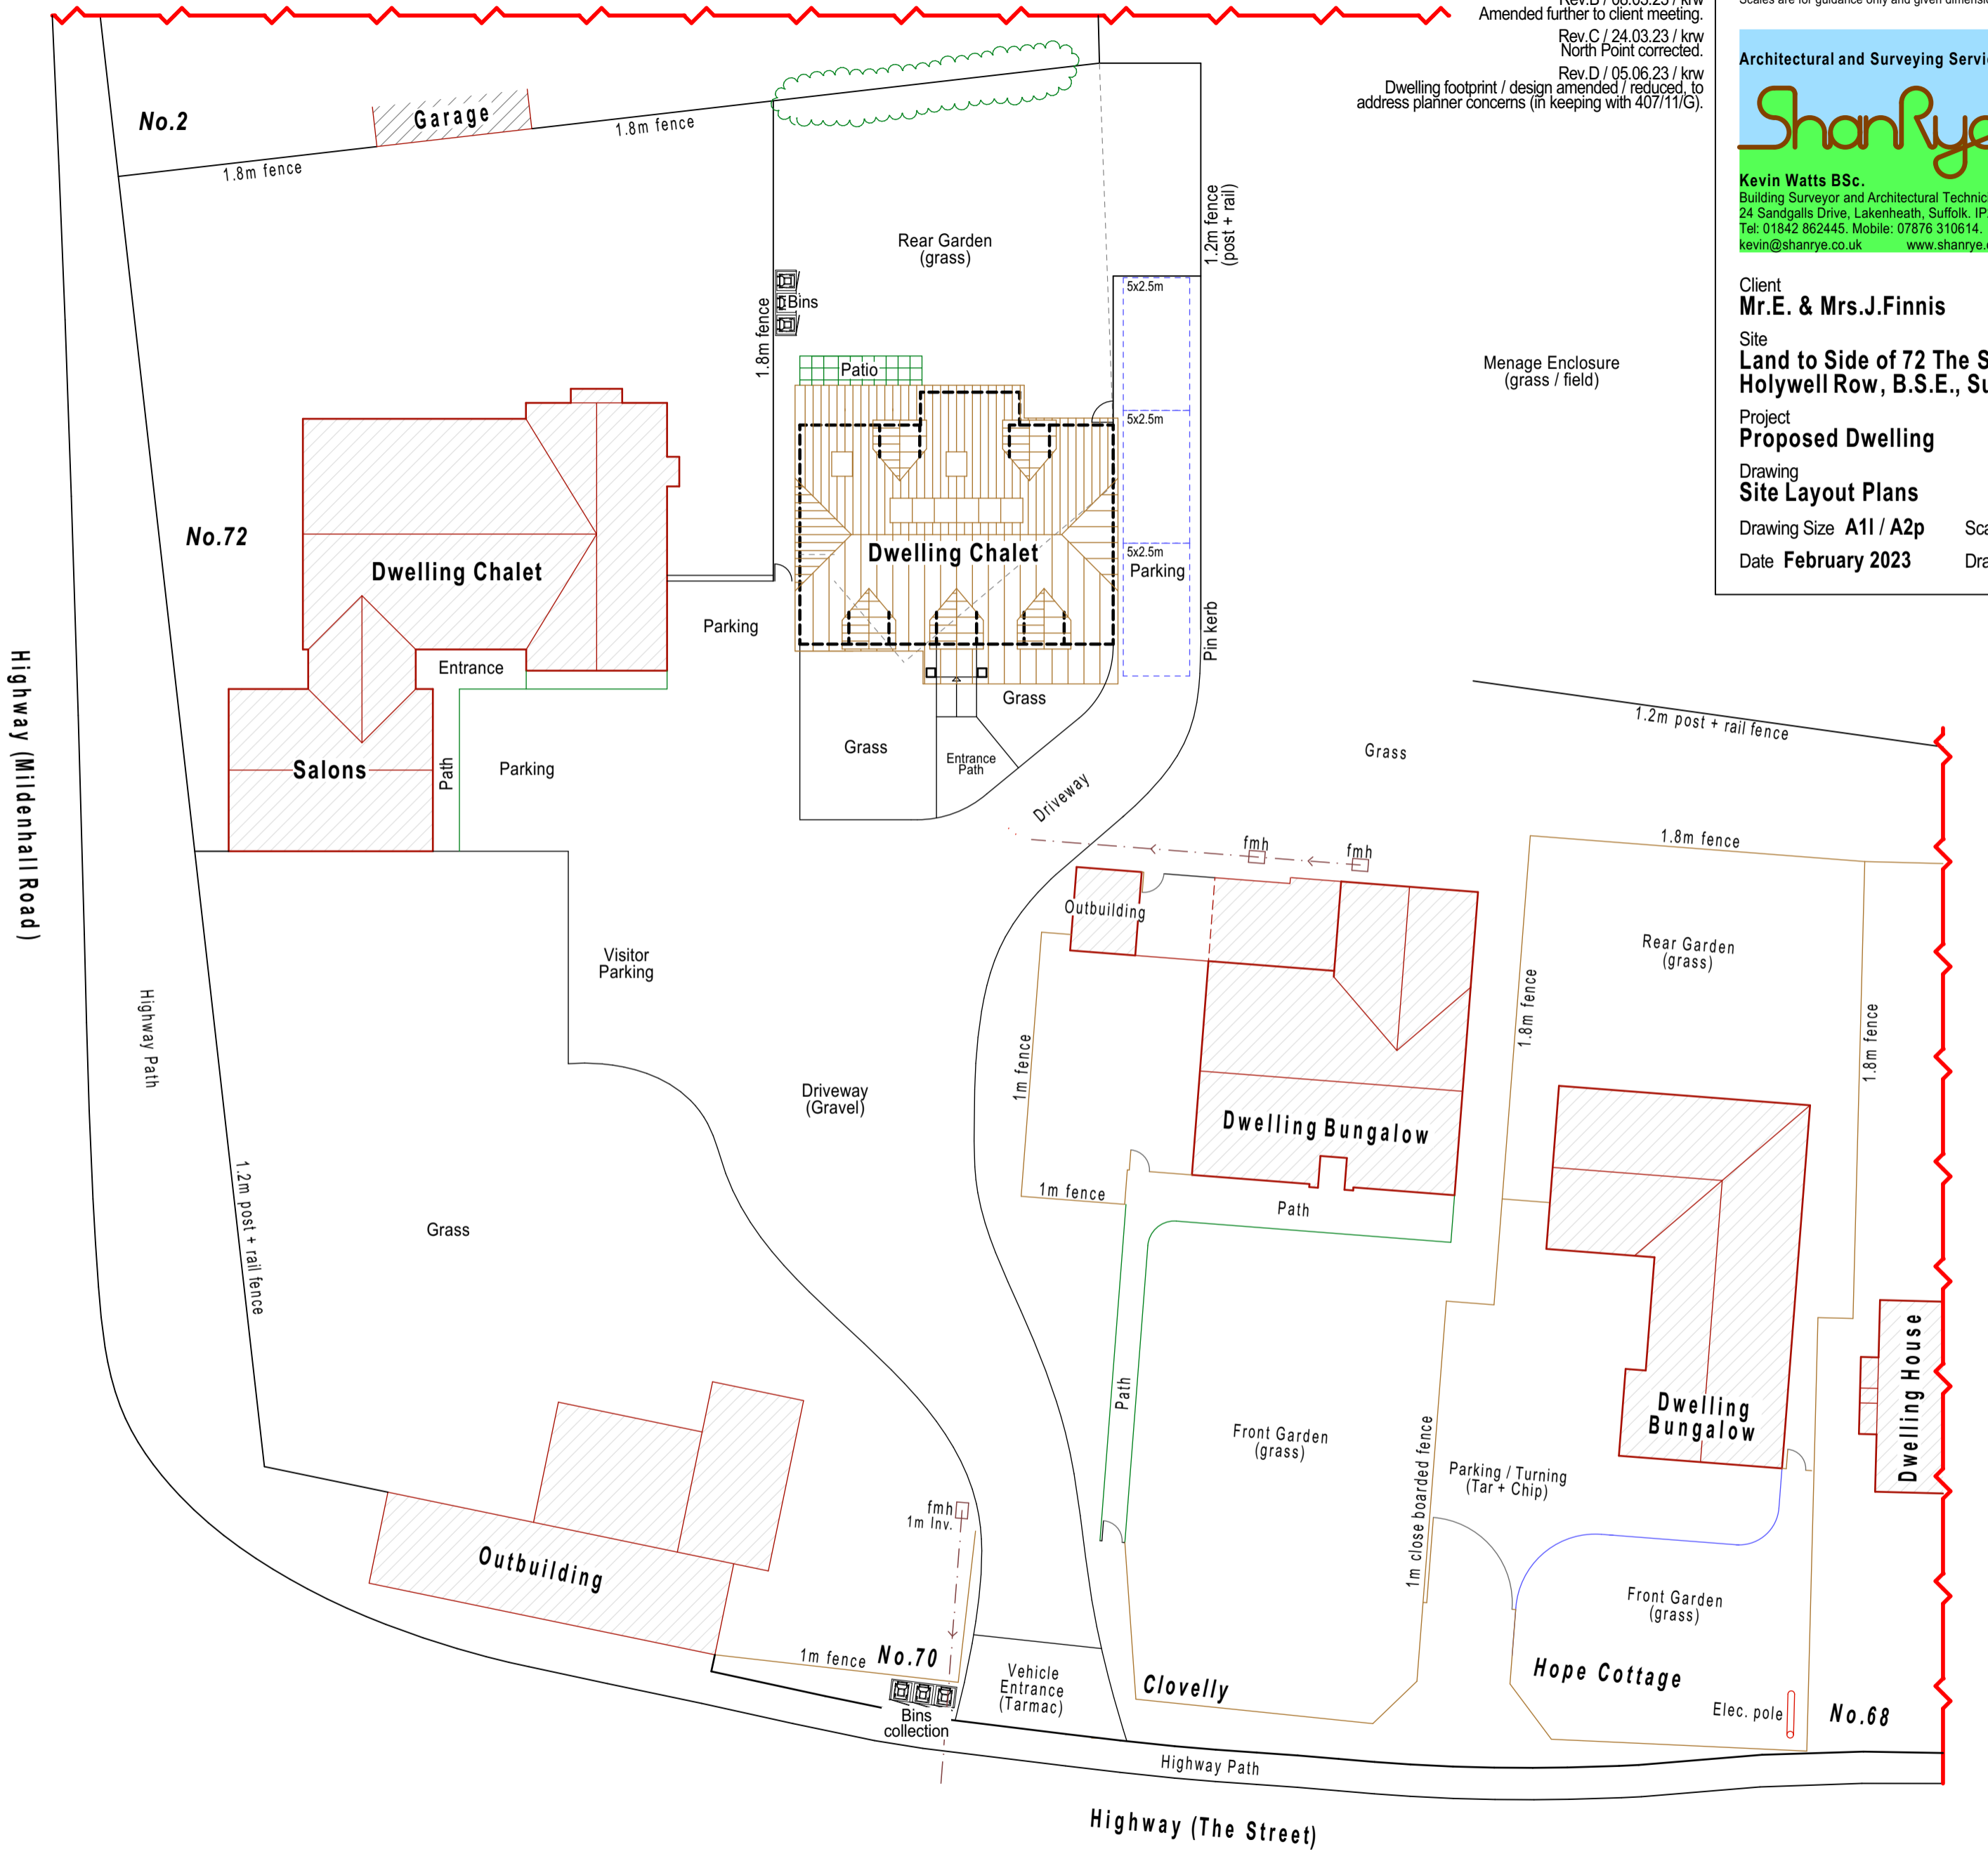 Rev.B / 08.03.23 / krw
Amended further to client meeting.
Rev.C / 24.03.23 / krw
North Point corrected.
Rev.D / 05.06.23 / krw
Dwelling footprint / design amended / reduced, to
address planner concerns (in keeping with 407/11/G).
Scales are for guidance only and given
Architectural and Surveying
ShanRye
Kevin Watts BSc.
Building Surveyor and Architectural
24 Sandgalls Drive, Lakenheath, Suffolk.
Tel: 01842 862445. Mobile: 07876 310614.
kevin@shanrye.co.uk
Client
Mr.E. & Mrs.J.Finnis
Site
Land to Side of 72 The
Holywell Row, B.S.E.,
Project
Proposed Dwelling
Drawing
Site Layout Plans
Drawing Size A1l / A2p
Date February 2023
No.2
Garage
1.8m fence
1.8m fence
1.2m fence
(post + rail)
Rear Garden
(grass)
Bins
1.8m fence
Patio
5x2.5m
5x2.5m
5x2.5m
Parking
Menage Enclosure
(grass / field)
No.72
Dwelling Chalet
Dwelling Chalet
Parking
Pin kerb
Entrance
Grass
Salons
Path
Parking
Grass
Entrance
Path
Driveway
Grass
1.2m post + rail fence
Highway (Mildenhall Road)
Highway Path
fmh
fmh
1.8m fence
Outbuilding
Visitor
Parking
Rear Garden
(grass)
1.8m fence
1.8m fence
1m fence
Driveway
(Gravel)
Dwelling Bungalow
1m fence
Path
1.2m post + rail fence
Grass
Path
Front Garden
(grass)
1m close boarded fence
Dwelling
Bungalow
Dwelling House
Parking / Turning
(Tar + Chip)
fmh
1m Inv.
Outbuilding
Front Garden
(grass)
1m fence
No.70
Vehicle
Entrance
(Tarmac)
Clovelly
Hope Cottage
Elec. pole
No.68
Bins
collection
Highway Path
Highway (The Street)